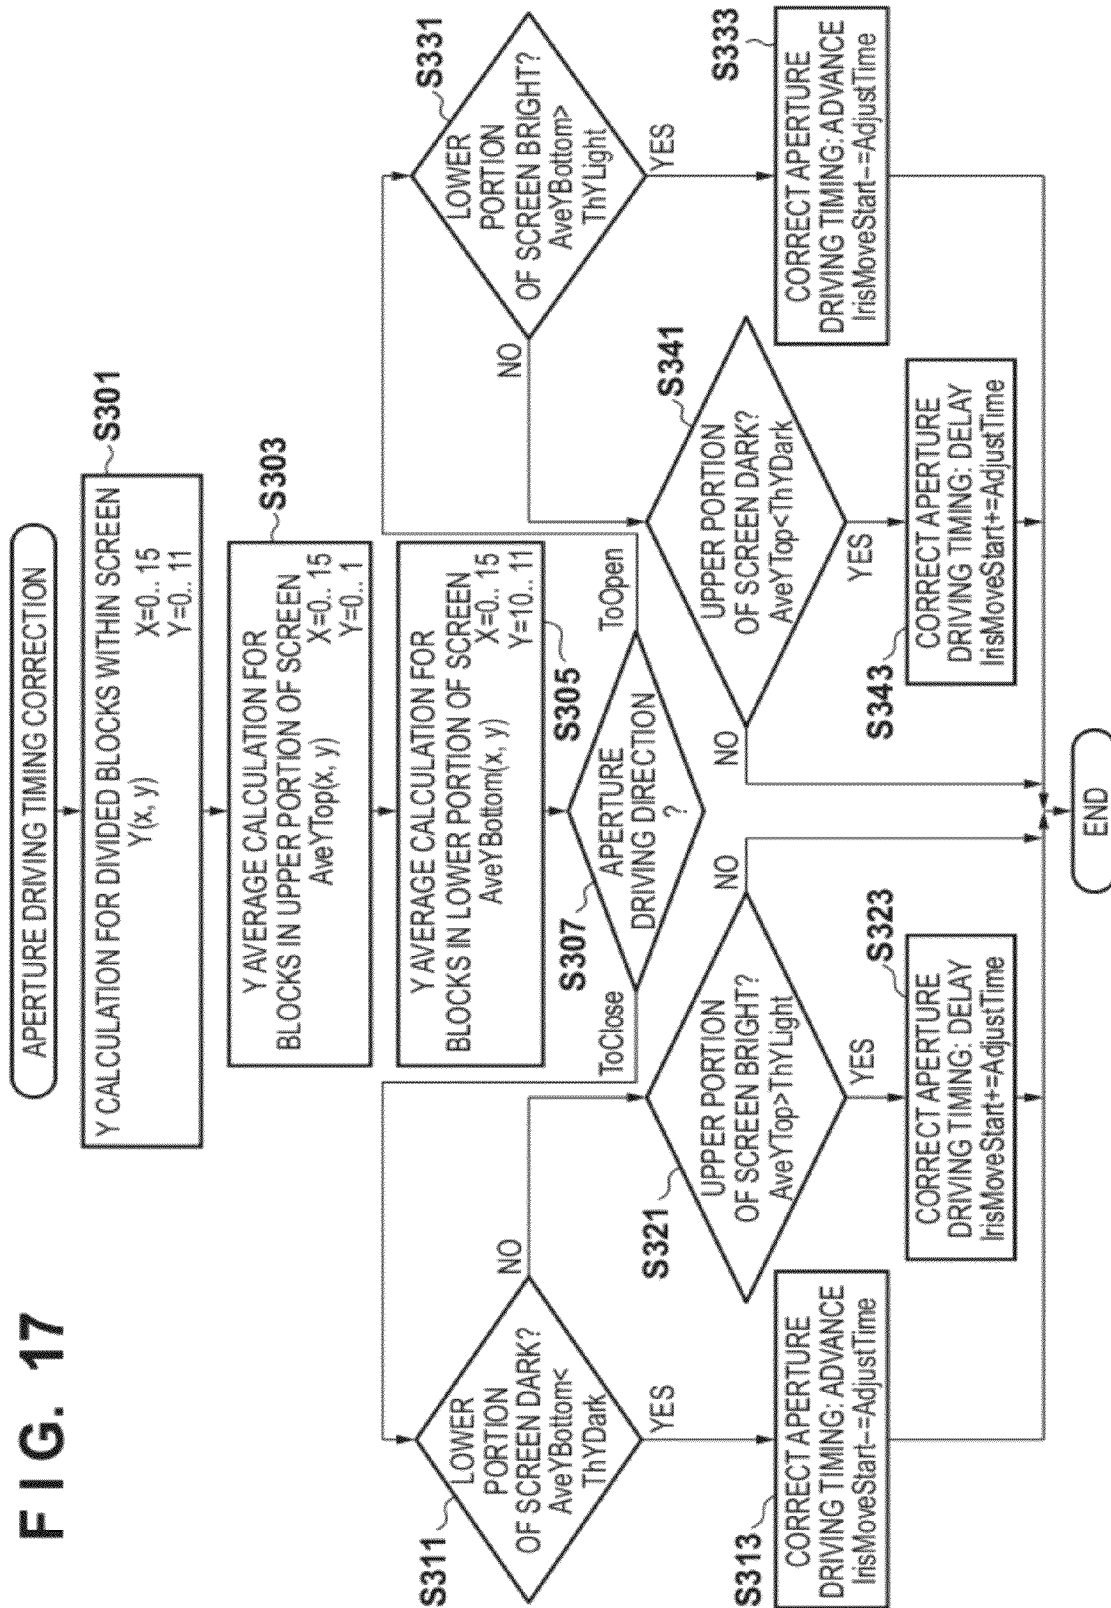 FIG. 17
APERTURE DRIVING TIMING CORRECTION
S301
Y CALCULATION FOR DIVIDED BLOCKS WITHIN SCREEN
Y(x, y)
X=0.. 15
Y=0.. 11
S303
Y AVERAGE CALCULATION FOR
BLOCKS IN UPPER PORTION OF SCREEN
AveYTop(x, y)
X=0.. 15
Y=0.. 1
Y AVERAGE CALCULATION FOR
BLOCKS IN LOWER PORTION OF SCREEN
AveYBottom(x, y)
X=0.. 15
Y=10.. 11
S305
S307
APERTURE
DRIVING DIRECTION
?
ToClose
ToOpen
S311
LOWER
PORTION
OF SCREEN DARK?
AveYBottom<
ThYDark
NO
YES
S313
CORRECT APERTURE
DRIVING TIMING: ADVANCE
IrisMoveStart-=AdjustTime
S321
UPPER PORTION
OF SCREEN BRIGHT?
AveYTop>ThYLight
NO
YES
S323
CORRECT APERTURE
DRIVING TIMING: DELAY
IrisMoveStart+=AdjustTime
S331
LOWER
PORTION
OF SCREEN BRIGHT?
AveYBottom>
ThYLight
NO
YES
S333
CORRECT APERTURE
DRIVING TIMING: ADVANCE
IrisMoveStart-=AdjustTime
S341
UPPER PORTION
OF SCREEN DARK?
AveYTop<ThYDark
NO
YES
S343
CORRECT APERTURE
DRIVING TIMING: DELAY
IrisMoveStart+=AdjustTime
END